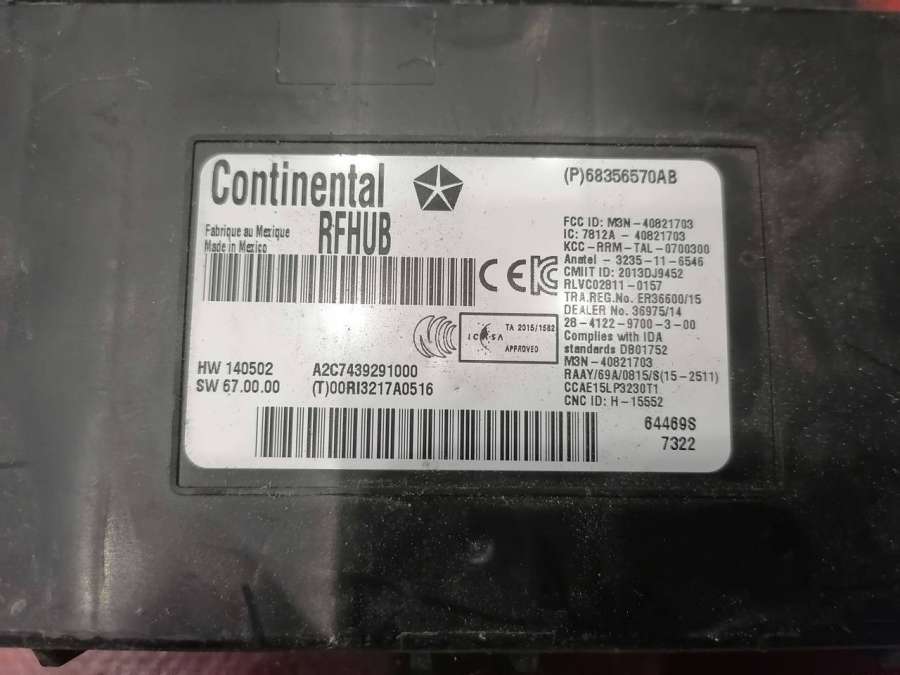 Continental
RFHUB
(P)68356570AB
Fabrique au Mexique
Made in Mexico
CE
FCC ID: M3N-40821703
IC: 7812A - 40821703
KCC-RRM-TAL-0700300
Anatel - 3235-11-6546
CMIIT ID: 2013DJ9452
RLVC02811-0157
TRA.REG.No. ER36600/15
DEALER No. 36975/14
28-4122-9700-3-00
Complies with IDA
standards DB01752
M3N-40821703
RAAY/69A/0815/S(15-2511)
CCAE15LP3230T1
CNC ID: H-15552
ICASA
TA 2015/1582
APPROVED
HW 140502
SW 67.00.00
A2C7439291000
(T)00RI3217A0516
64469S
7322